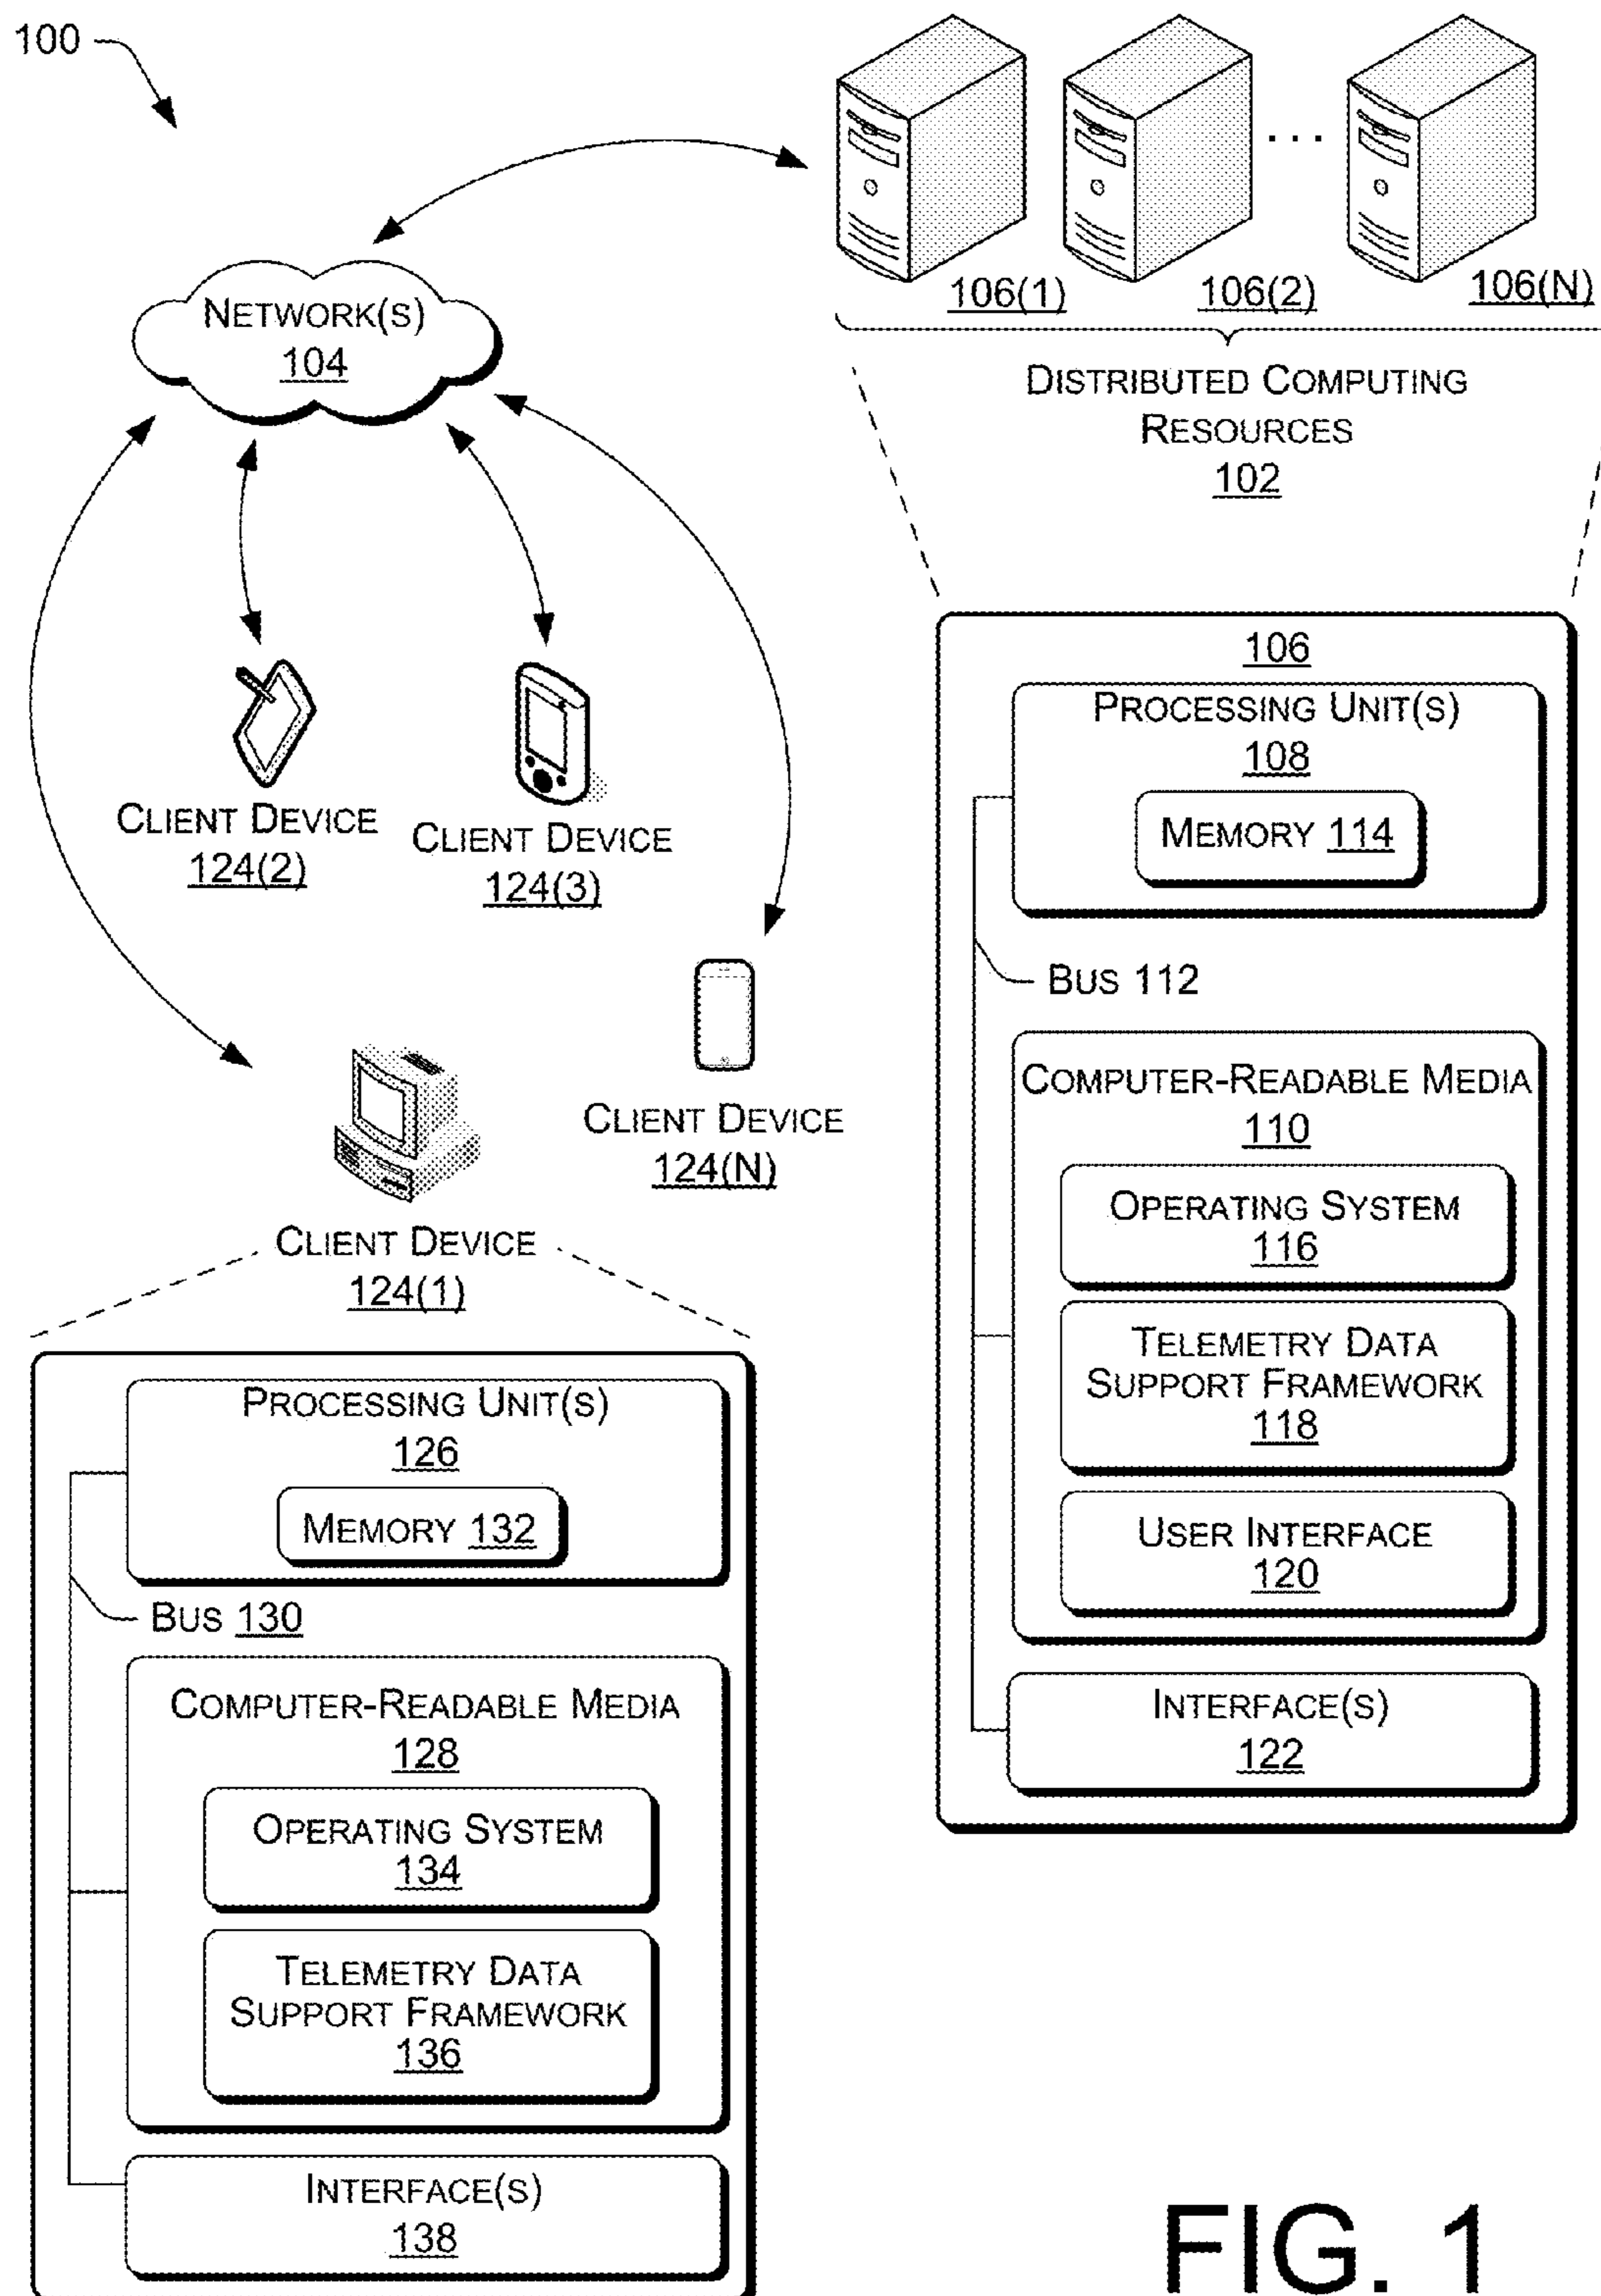 100
106(1)
106(2)
...
106(N)
NETWORK(S)
104
DISTRIBUTED COMPUTING
RESOURCES
102
CLIENT DEVICE
124(2)
CLIENT DEVICE
124(3)
CLIENT DEVICE
124(N)
CLIENT DEVICE
124(1)
106
PROCESSING UNIT(S)
108
MEMORY 114
BUS 112
COMPUTER-READABLE MEDIA
110
OPERATING SYSTEM
116
TELEMETRY DATA
SUPPORT FRAMEWORK
118
USER INTERFACE
120
INTERFACE(S)
122
PROCESSING UNIT(S)
126
MEMORY 132
BUS 130
COMPUTER-READABLE MEDIA
128
OPERATING SYSTEM
134
TELEMETRY DATA
SUPPORT FRAMEWORK
136
INTERFACE(S)
138
FIG. 1